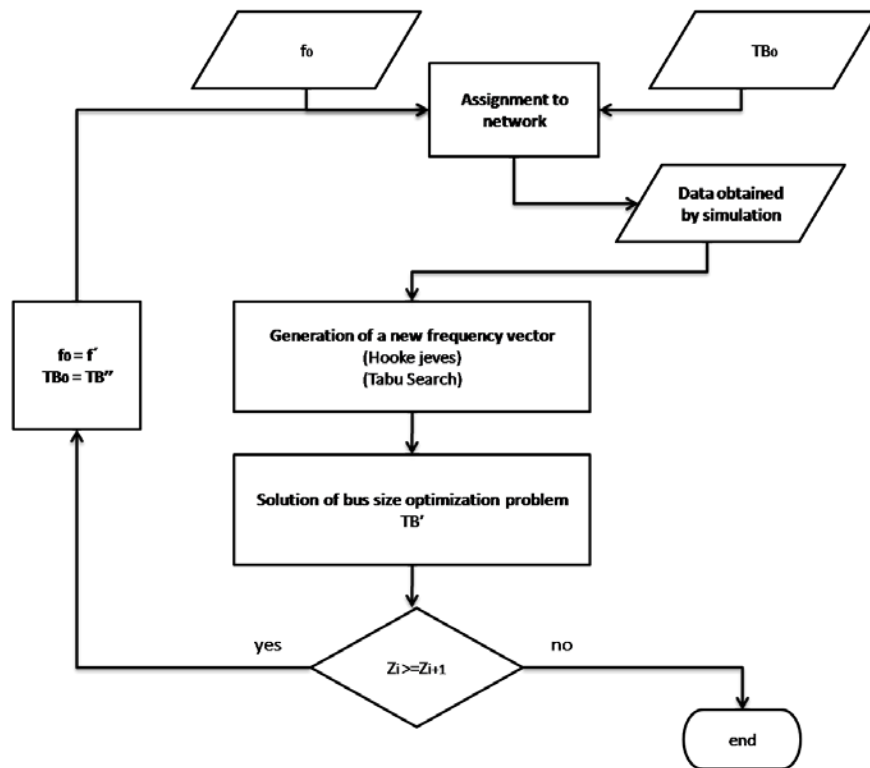 f₀
TB₀
Assignment to
network
Data obtained
by simulation
Generation of a new frequency vector
(Hooke jeves)
(Tabu Search)
f₀ = f´
TB₀ = TB″
Solution of bus size optimization problem
TB′
yes
Zᵢ>=Zᵢ₊₁
no
end